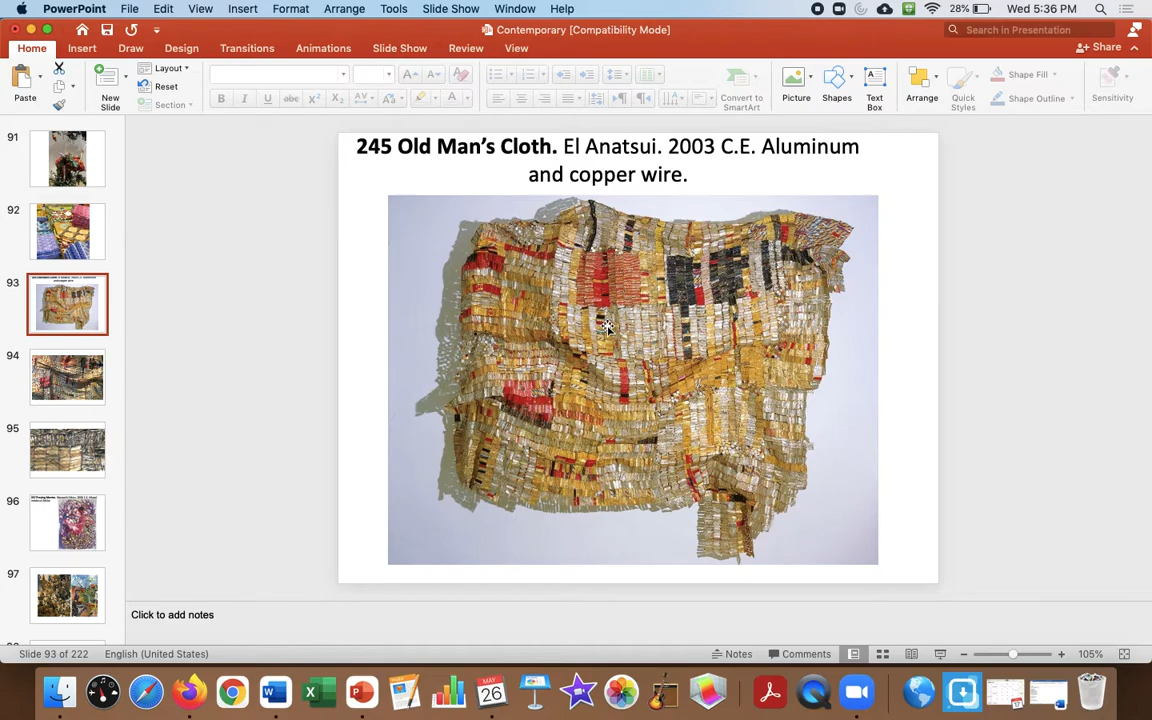 PowerPoint File Edit View Insert Format Arrange Tools Slide Show Window Help 28% Wed 5:36 PM
Contemporary [Compatibility Mode] Search in Presentation
Home Insert Draw Design Transitions Animations Slide Show Review View Share
Layout
Reset
Section
Paste
New
Slide
B I U abc X² X₂ AV A
Convert to
SmartArt
Picture
Shapes
Text
Box
Arrange
Quick
Styles
Shape Fill
Shape Outline
Sensitivity
91
92
93
94
95
96
97
245 Old Man's Cloth. El Anatsui. 2003 C.E. Aluminum
and copper wire.
Click to add notes
Slide 93 of 222 English (United States) Notes Comments 105%
MAY
26